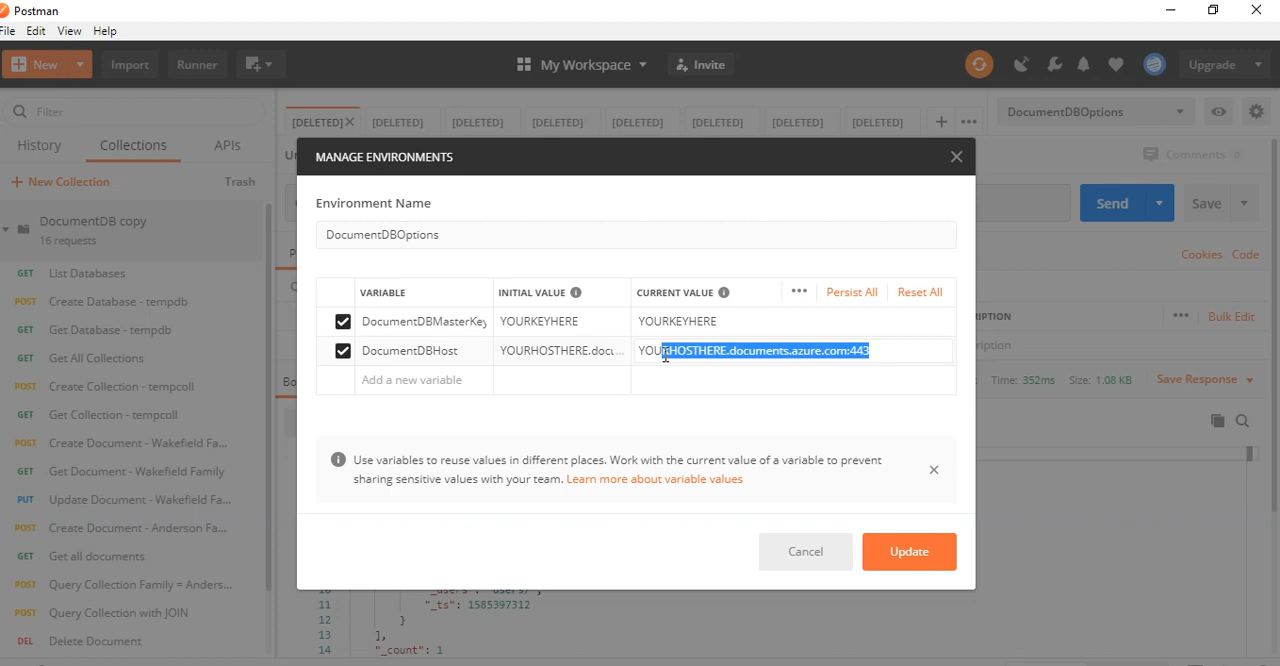 Postman
File Edit View Help
New Import Runner My Workspace Invite Upgrade
Filter
[DELETED] [DELETED] [DELETED] [DELETED] [DELETED] [DELETED] [DELETED] [DELETED] DocumentDBOptions
History Collections APIs
MANAGE ENVIRONMENTS
Comments 0
New Collection Trash
Send Save
DocumentDB copy
16 requests
Environment Name
DocumentDBOptions
Cookies Code
GET List Databases
VARIABLE INITIAL VALUE CURRENT VALUE Persist All Reset All
POST Create Database - tempdb
DocumentDBMasterKey YOURKEYHERE YOURKEYHERE
Bulk Edit
GET Get Database - tempdb
DocumentDBHost YOURHOSTHERE.docu... YOURHOSTHERE.documents.azure.com:443
GET Get All Collections
Add a new variable
Time: 352ms Size: 1.08 KB Save Response
POST Create Collection - tempcoll
GET Get Collection - tempcoll
POST Create Document - Wakefield Fa...
Use variables to reuse values in different places. Work with the current value of a variable to prevent
sharing sensitive values with your team. Learn more about variable values
GET Get Document - Wakefield Family
PUT Update Document - Wakefield Fa...
POST Create Document - Anderson Fa...
Cancel Update
GET Get all documents
POST Query Collection Family = Anders...
POST Query Collection with JOIN
DEL Delete Document
11 "_ts": 1585397312
12 }
13 ],
14 "_count": 1